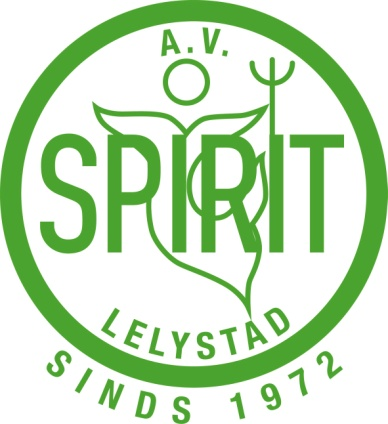 A.V.
SPIRIT
LELYSTAD
SINDS 1972